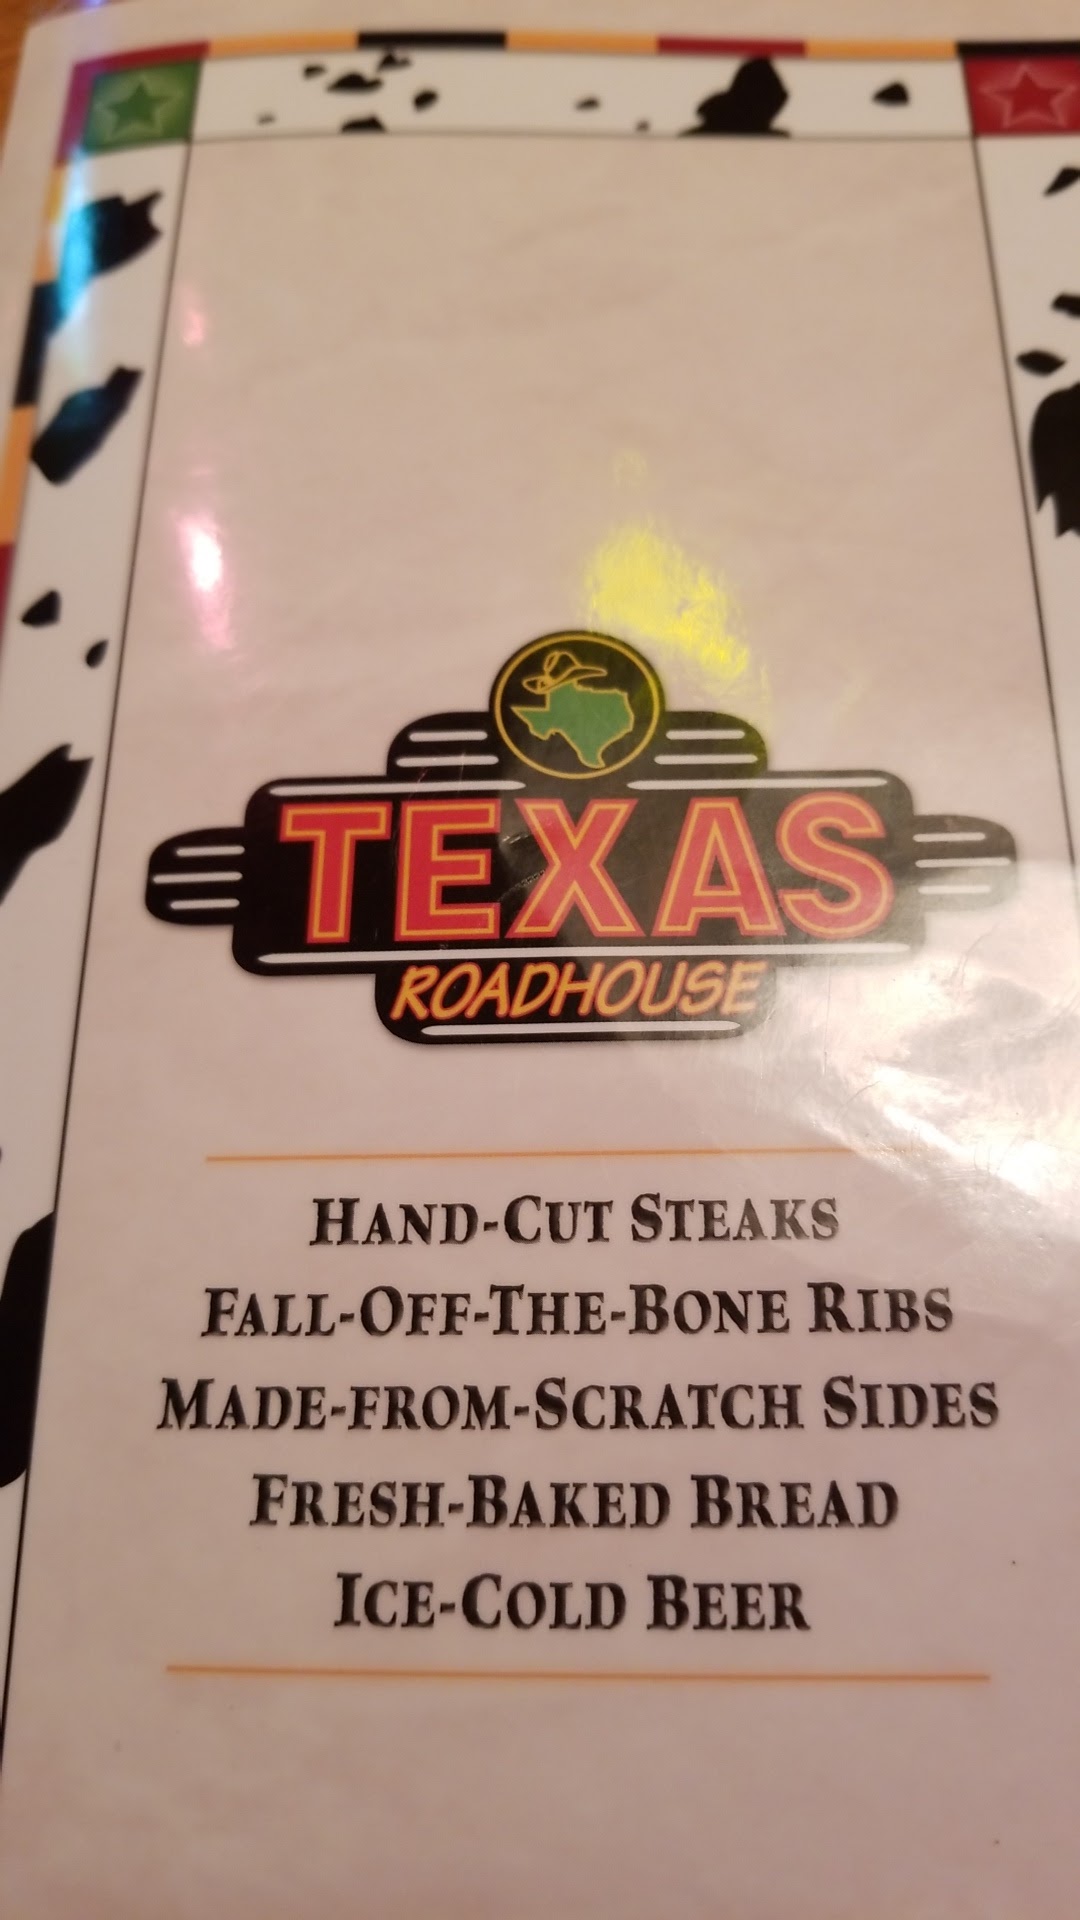 TEXAS
ROADHOUSE
HAND-CUT STEAKS
FALL-OFF-THE-BONE RIBS
MADE-FROM-SCRATCH SIDES
FRESH-BAKED BREAD
ICE-COLD BEER